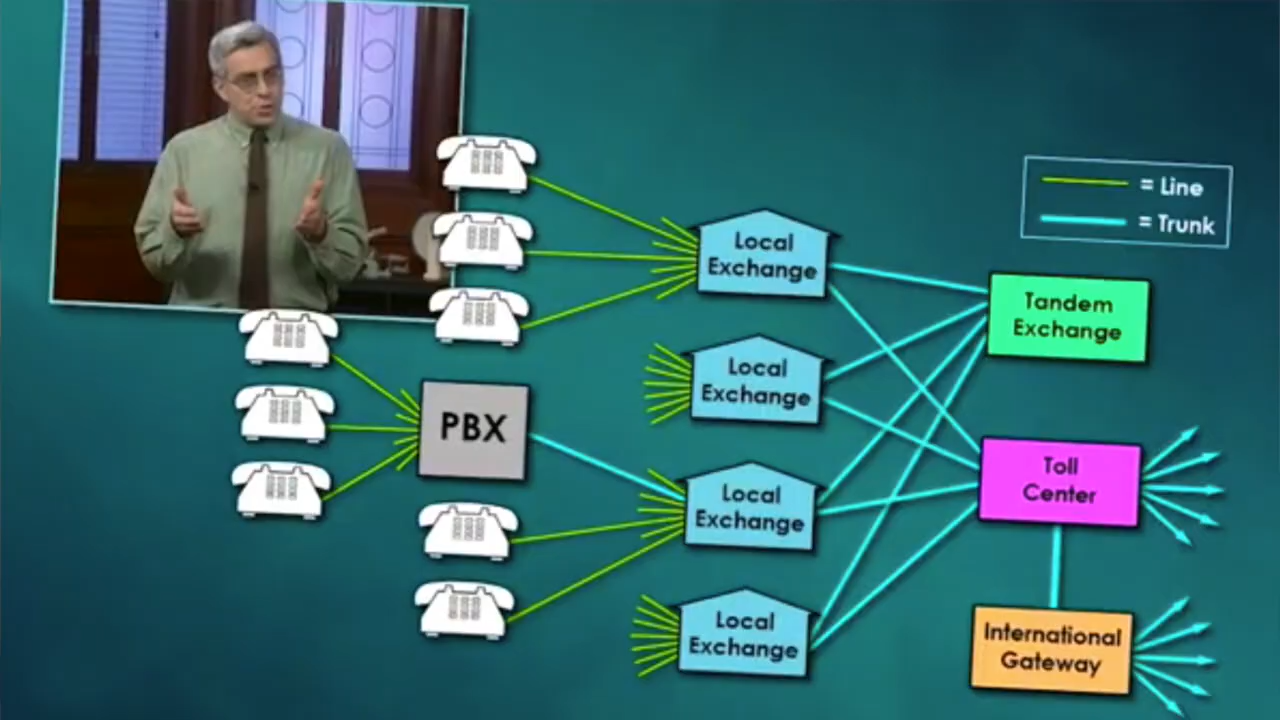 = Line
= Trunk
Local
Exchange
Tandem
Exchange
Local
Exchange
PBX
Toll
Center
Local
Exchange
Local
Exchange
International
Gateway